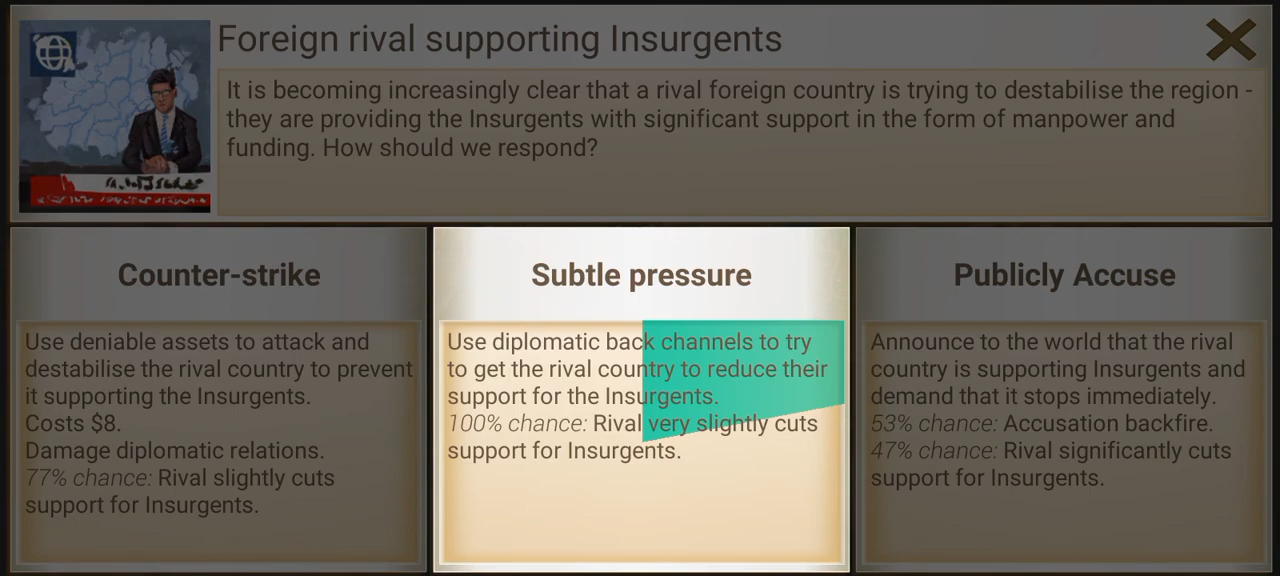 Foreign rival supporting Insurgents
It is becoming increasingly clear that a rival foreign country is trying to destabilise the region -
they are providing the Insurgents with significant support in the form of manpower and
funding. How should we respond?
Counter-strike
Use deniable assets to attack and
destabilise the rival country to prevent
it supporting the Insurgents.
Costs $8.
Damage diplomatic relations.
77% chance: Rival slightly cuts
support for Insurgents.
Subtle pressure
Use diplomatic back channels to try
to get the rival country to reduce their
support for the Insurgents.
100% chance: Rival very slightly cuts
support for Insurgents.
Publicly Accuse
Announce to the world that the rival
country is supporting Insurgents and
demand that it stops immediately.
53% chance: Accusation backfire.
47% chance: Rival significantly cuts
support for Insurgents.